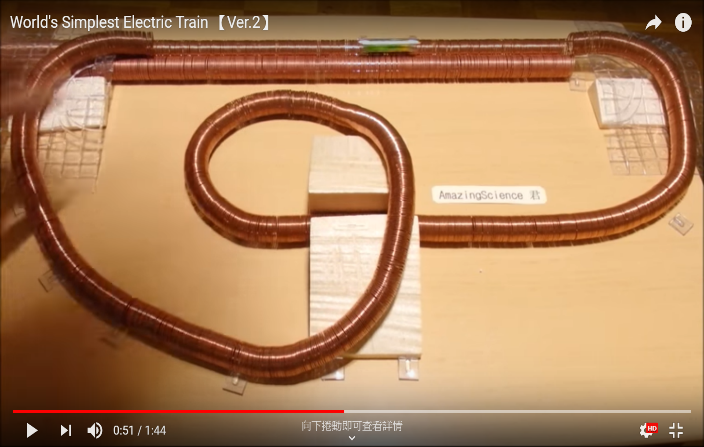 World's Simplest Electric Train 【Ver.2】
AmazingScience 君
HD
0:51 / 1:44
向下捲動即可查看詳情